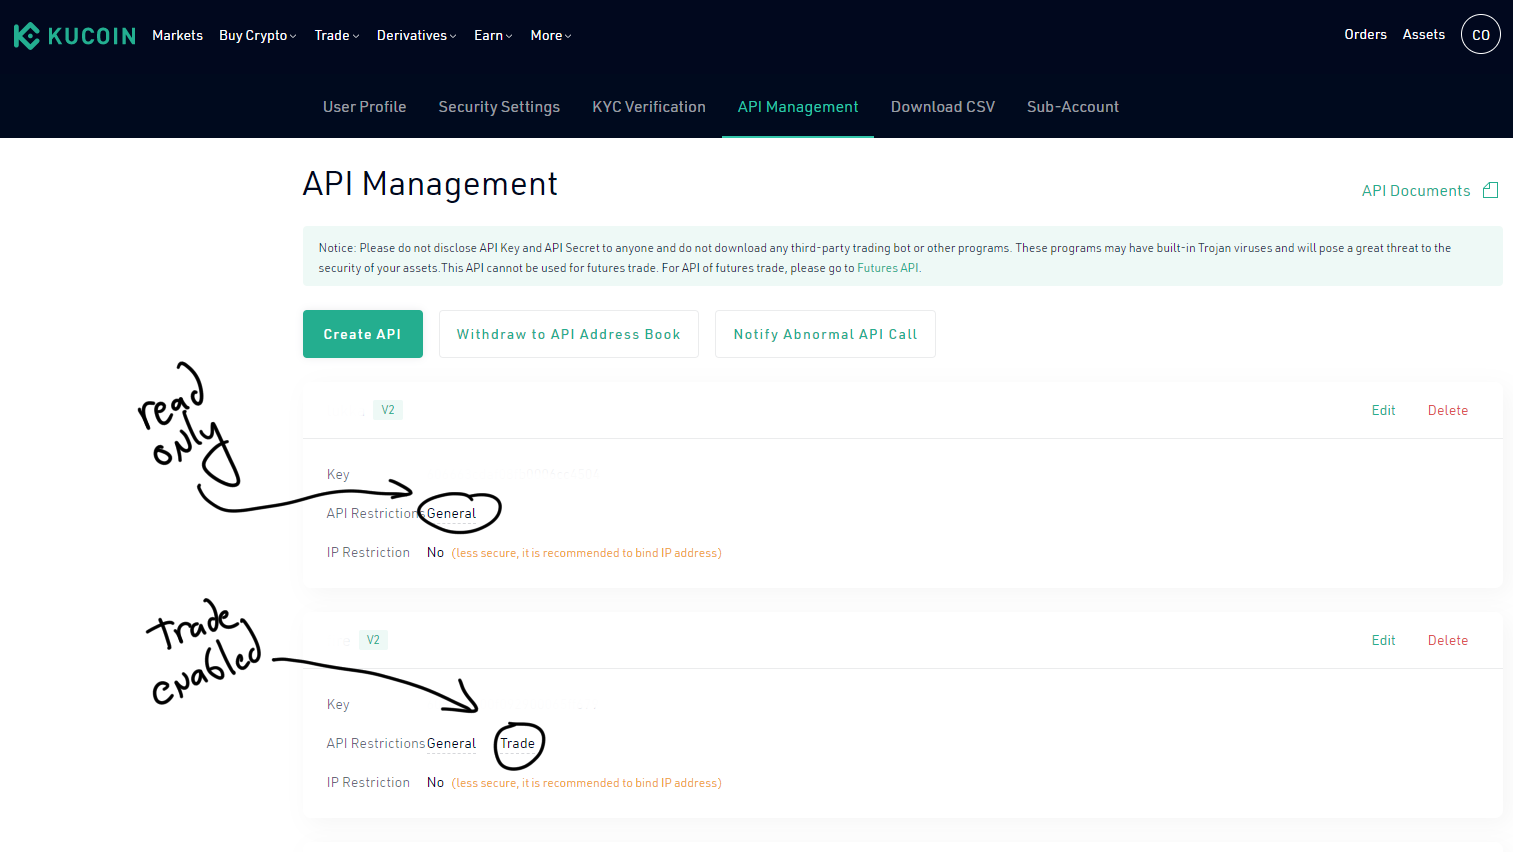 KUCOIN Markets Buy Crypto Trade Derivatives Earn More Orders Assets CO
User Profile Security Settings KYC Verification API Management Download CSV Sub-Account
API Management
API Documents
Notice: Please do not disclose API Key and API Secret to anyone and do not download any third-party trading bot or other programs. These programs may have built-in Trojan viruses and will pose a great threat to the
security of your assets.This API cannot be used for futures trade. For API of futures trade, please go to Futures API.
Create API Withdraw to API Address Book Notify Abnormal API Call
read
only
V2 Edit Delete
Key
API Restrictions General
IP Restriction No (less secure, it is recommended to bind IP address)
Trade
enabled
V2 Edit Delete
Key
API Restrictions General Trade
IP Restriction No (less secure, it is recommended to bind IP address)